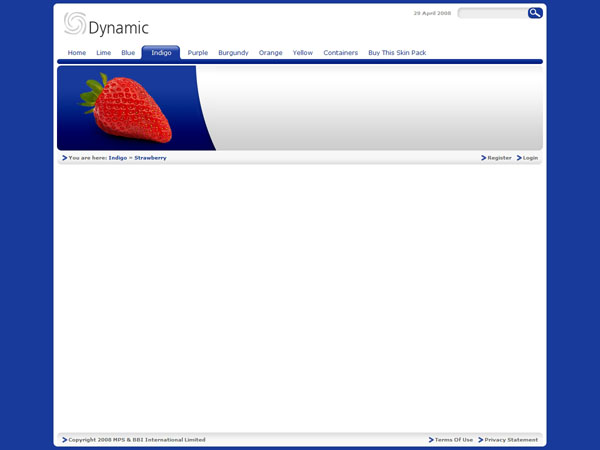 29 April 2008
Dynamic
Home Lime Blue Indigo Purple Burgundy Orange Yellow Containers Buy This Skin Pack
You are here: Indigo » Strawberry Register Login
Copyright 2008 MPS & BBI International Limited Terms Of Use Privacy Statement